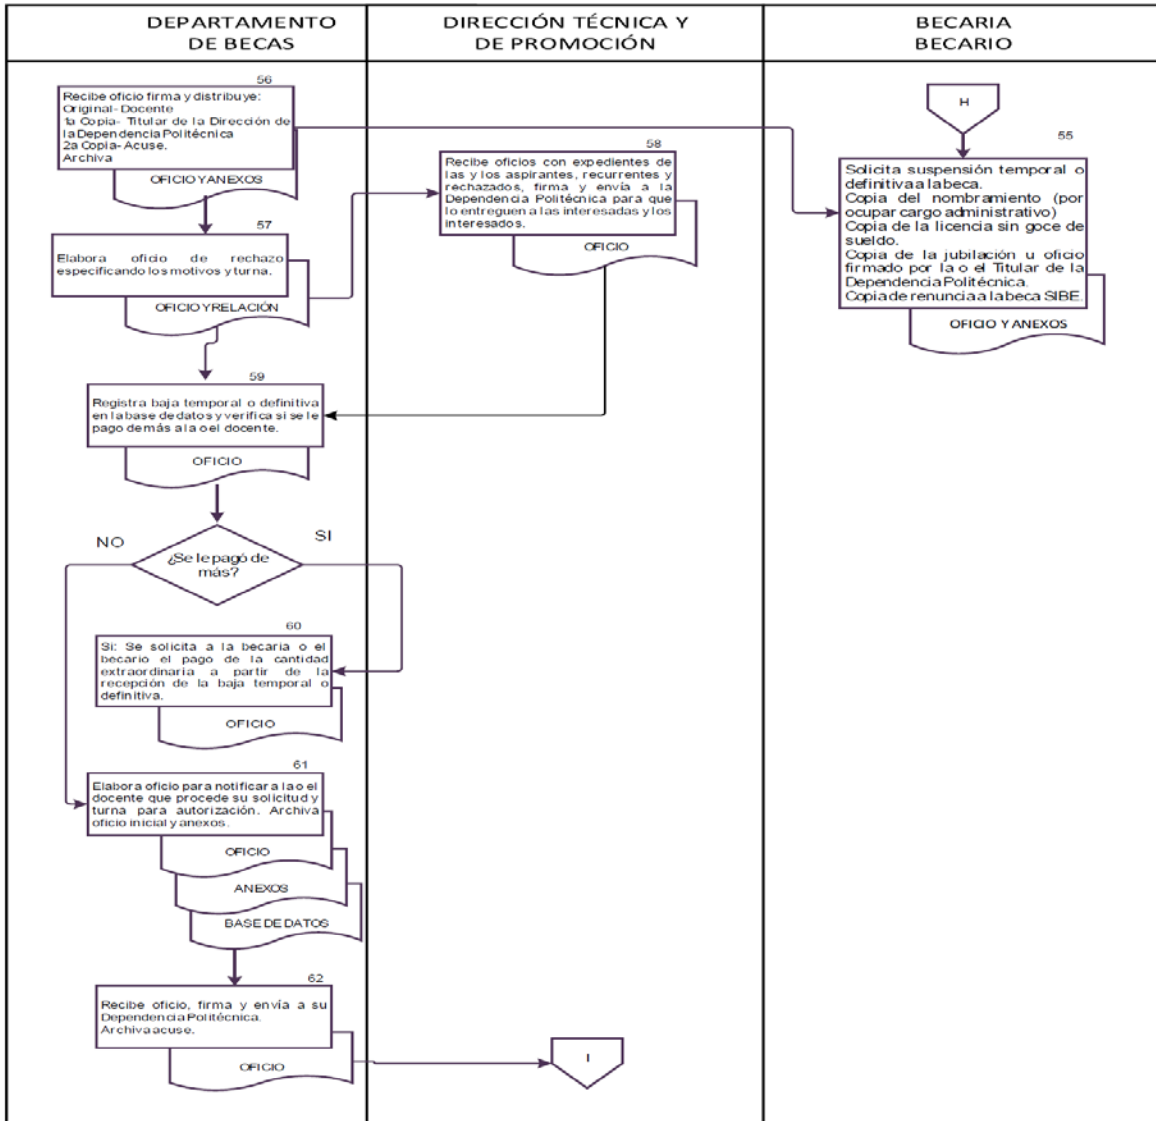 DEPARTAMENTO
DE BECAS
DIRECCIÓN TÉCNICA Y
DE PROMOCIÓN
BECARIA
BECARIO
56
Recibe oficio firma y distribuye:
Original- Docente
1a Copia- Titular de la Dirección de
la Dependencia Politécnica
2a Copia- Acuse.
Archiva
OFICIO Y ANEXOS
57
Elabora oficio de rechazo
especificando los motivos y turna.
OFICIO Y RELACIÓN
59
Registra baja temporal o definitiva
en la base de datos y verifica si se le
pago de más a la o el docente.
OFICIO
¿Se le pagó de
más?
NO
SI
60
Si: Se solicita a la becaria o el
becario el pago de la cantidad
extraordinaria a partir de la
recepción de la baja temporal o
definitiva.
OFICIO
61
Elabora oficio para notificar a la o el
docente que procede su solicitud y
turna para autorización. Archiva
oficio inicial y anexos.
OFICIO
ANEXOS
BASE DE DATOS
62
Recibe oficio, firma y envía a su
Dependencia Politécnica.
Archiva acuse.
OFICIO
58
Recibe oficios con expedientes de
las y los aspirantes, recurrentes y
rechazados, firma y envía a la
Dependencia Politécnica para que
lo entreguen a las interesadas y los
interesados.
OFICIO
I
H
55
Solicita suspensión temporal o
definitiva a la beca.
Copia del nombramiento (por
ocupar cargo administrativo)
Copia de la licencia sin goce de
sueldo.
Copia de la jubilación u oficio
firmado por la o el Titular de la
Dependencia Politécnica.
Copia de renuncia a la beca SIBE.
OFICIO Y ANEXOS